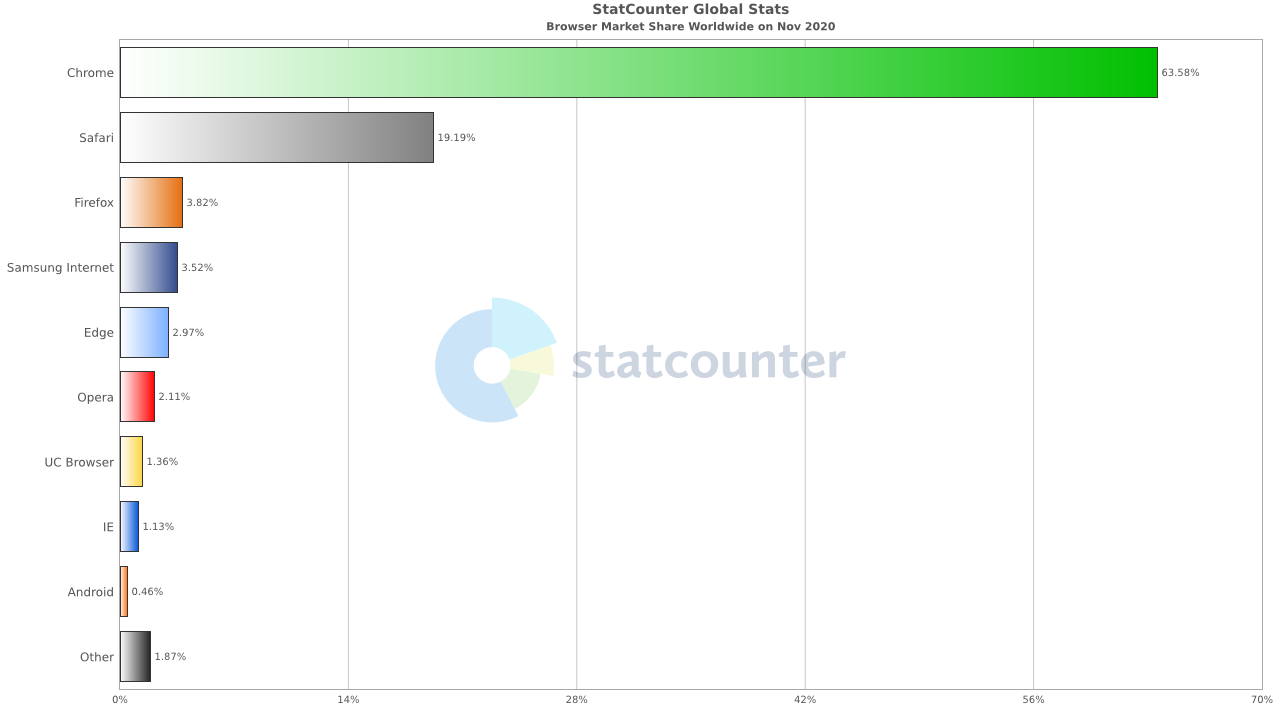 StatCounter Global Stats
Browser Market Share Worldwide on Nov 2020
Chrome 63.58%
Safari 19.19%
Firefox 3.82%
Samsung Internet 3.52%
Edge 2.97%
statcounter
Opera 2.11%
UC Browser 1.36%
IE 1.13%
Android 0.46%
Other 1.87%
0% 14% 28% 42% 56% 70%